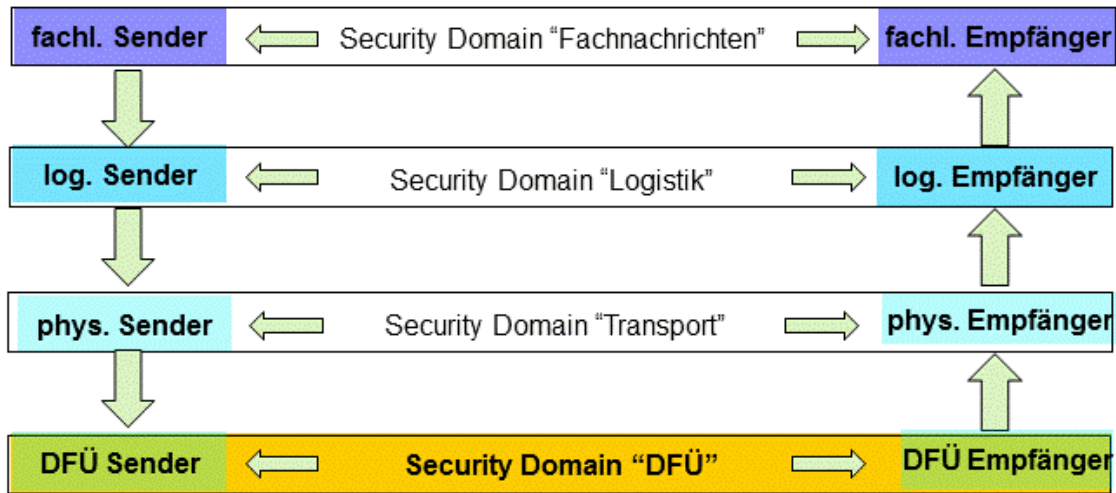 fachl. Sender Security Domain “Fachnachrichten” fachl. Empfänger
log. Sender Security Domain “Logistik” log. Empfänger
phys. Sender Security Domain “Transport” phys. Empfänger
DFÜ Sender Security Domain “DFÜ” DFÜ Empfänger